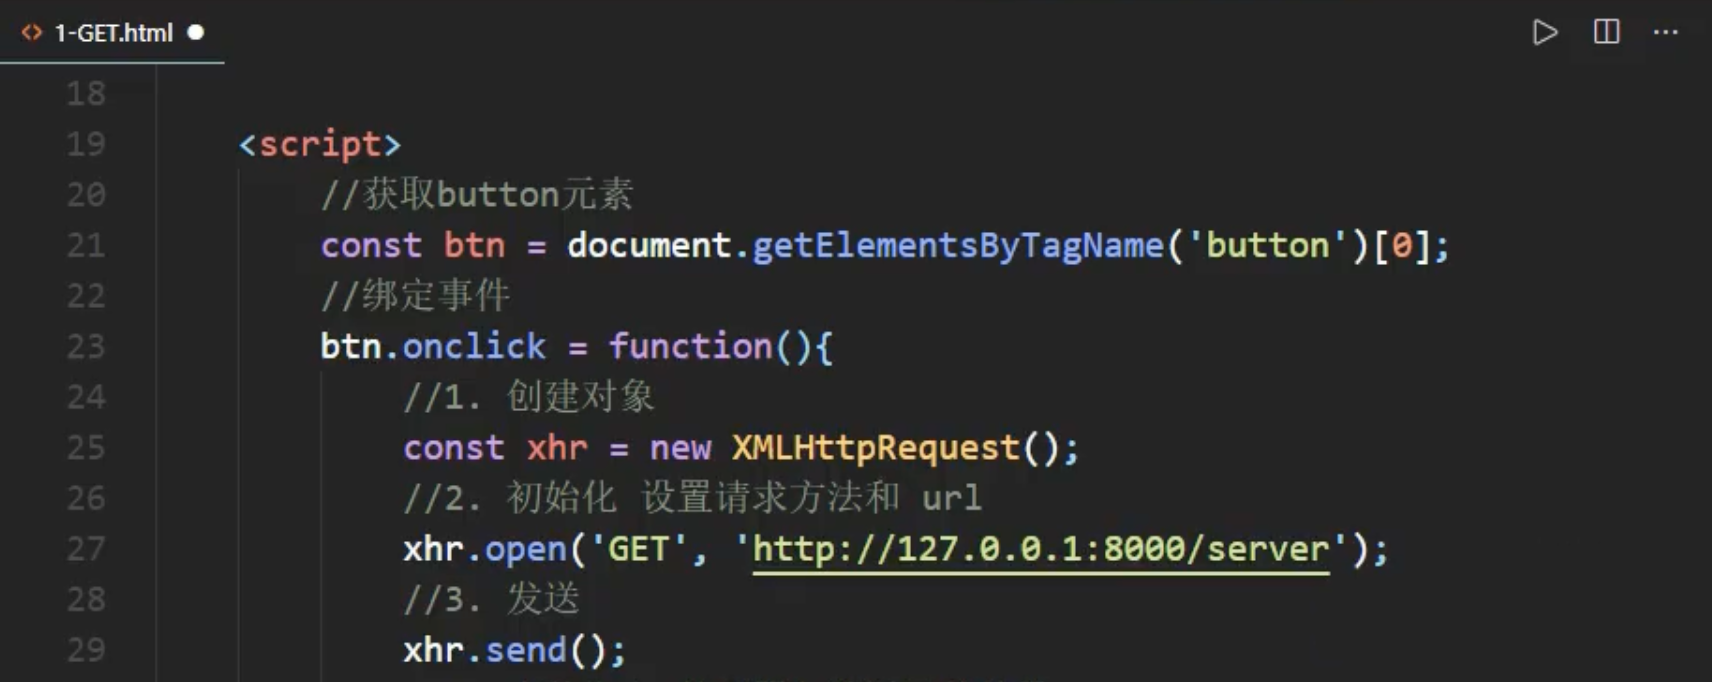 1-GET.html
18
19 <script>
20 //获取button元素
21 const btn = document.getElementsByTagName('button')[0];
22 //绑定事件
23 btn.onclick = function(){
24 //1. 创建对象
25 const xhr = new XMLHttpRequest();
26 //2. 初始化 设置请求方法和 url
27 xhr.open('GET', 'http://127.0.0.1:8000/server');
28 //3. 发送
29 xhr.send();